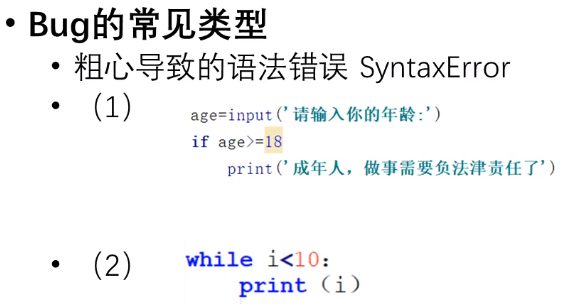 • Bug的常见类型
• 粗心导致的语法错误 SyntaxError
• （1）
age=input('请输入你的年龄:')
if age>=18
    print('成年人，做事需要负法津责任了')
• （2）
while i<10：
    print（i）